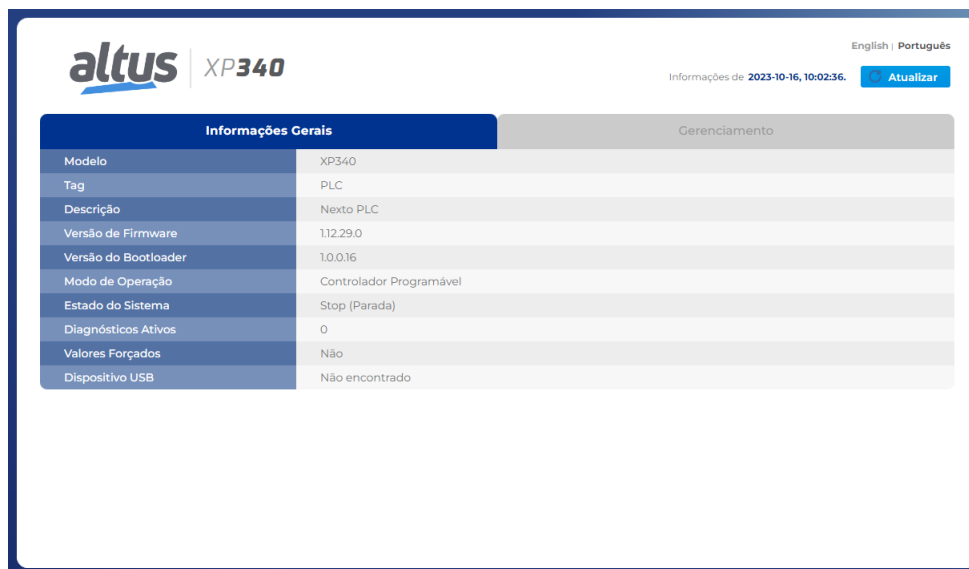 English | Português
altus XP340
Informações de 2023-10-16, 10:02:36. Atualizar
Informações Gerais Gerenciamento
Modelo XP340
Tag PLC
Descrição Nexto PLC
Versão de Firmware 1.12.29.0
Versão do Bootloader 1.0.0.16
Modo de Operação Controlador Programável
Estado do Sistema Stop (Parada)
Diagnósticos Ativos 0
Valores Forçados Não
Dispositivo USB Não encontrado